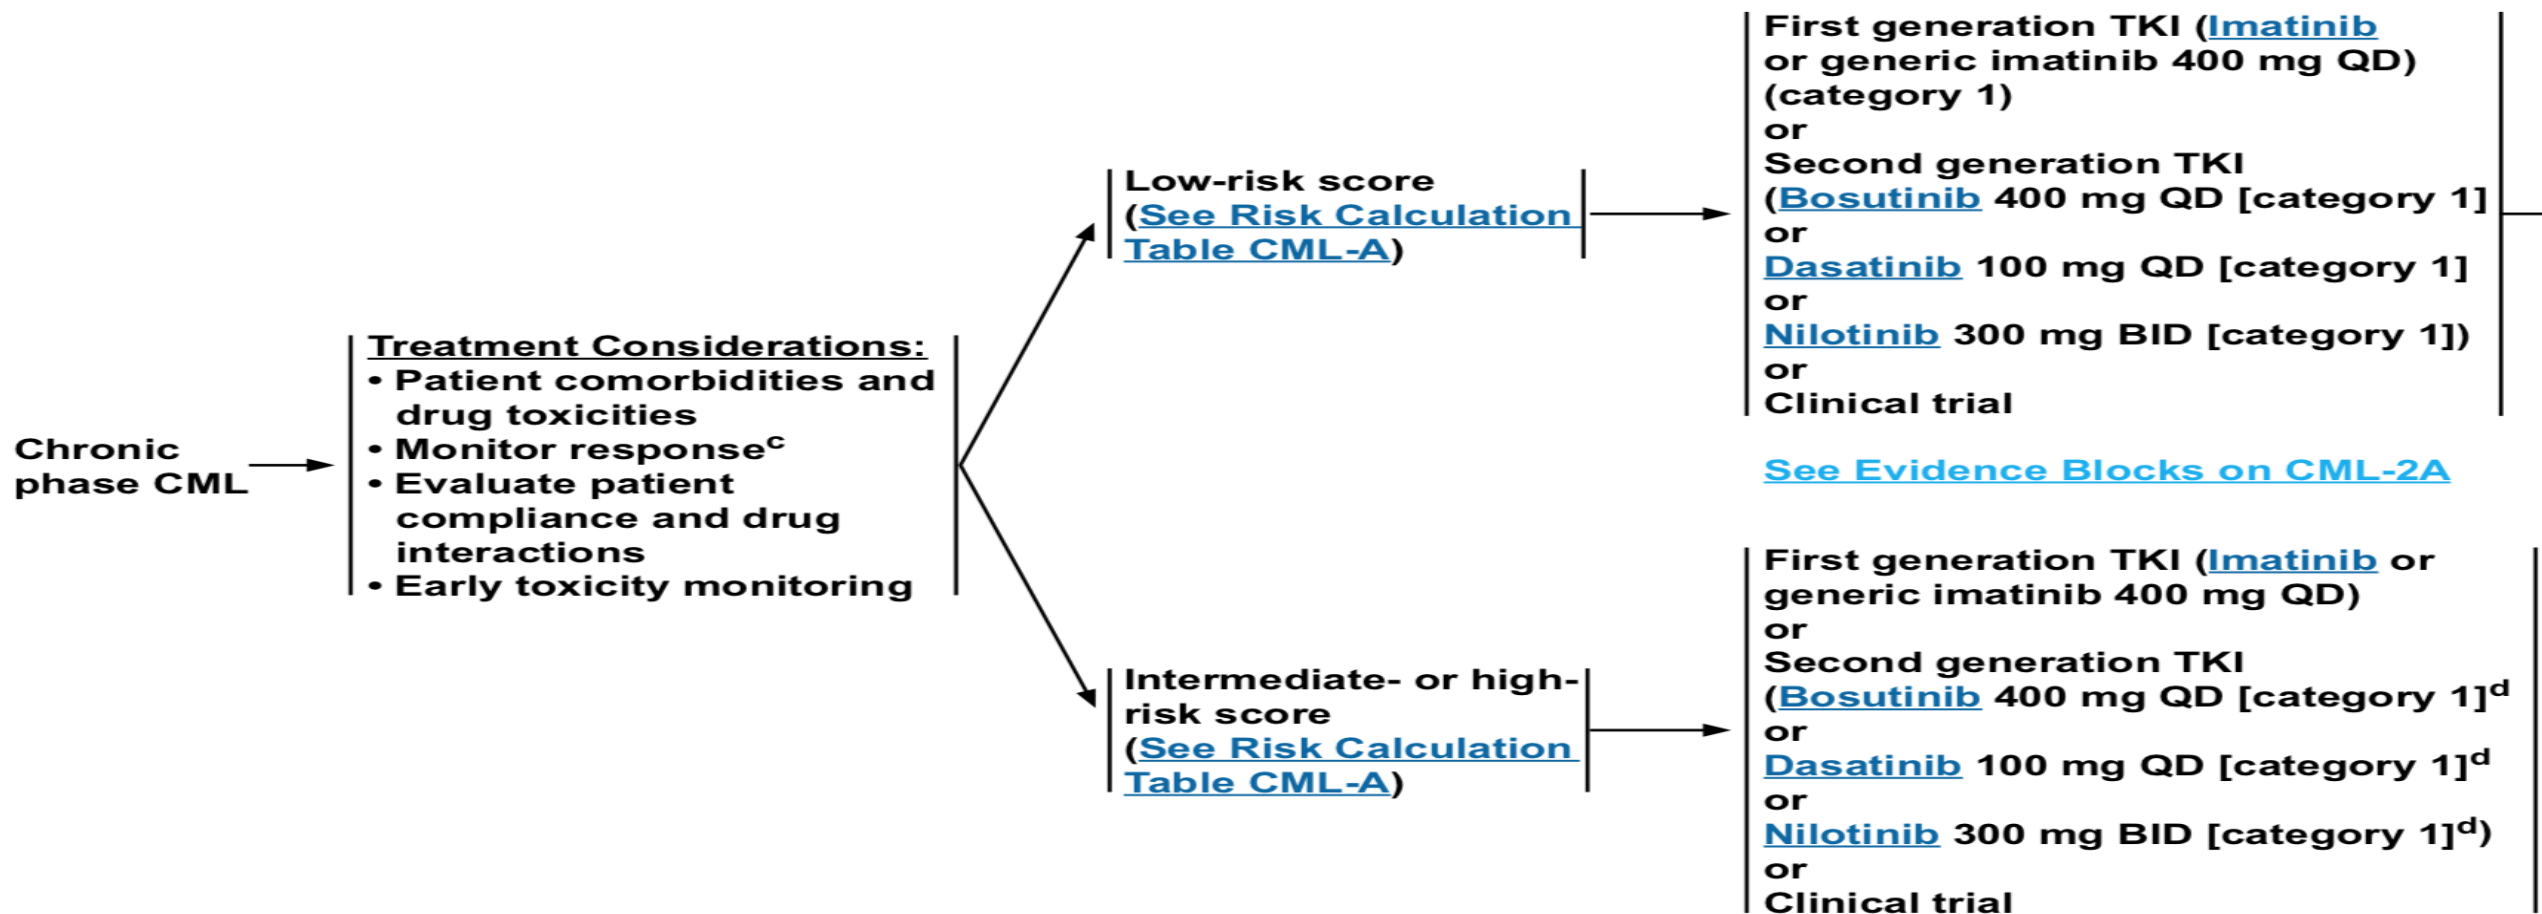 Chronic
phase CML
Treatment Considerations:
• Patient comorbidities and
drug toxicities
• Monitor responseᶜ
• Evaluate patient
compliance and drug
interactions
• Early toxicity monitoring
Low-risk score
(See Risk Calculation
Table CML-A)
First generation TKI (Imatinib
or generic imatinib 400 mg QD)
(category 1)
or
Second generation TKI
(Bosutinib 400 mg QD [category 1]
or
Dasatinib 100 mg QD [category 1]
or
Nilotinib 300 mg BID [category 1])
or
Clinical trial
See Evidence Blocks on CML-2A
Intermediate- or high-
risk score
(See Risk Calculation
Table CML-A)
First generation TKI (Imatinib or
generic imatinib 400 mg QD)
or
Second generation TKI
(Bosutinib 400 mg QD [category 1]ᵈ
or
Dasatinib 100 mg QD [category 1]ᵈ
or
Nilotinib 300 mg BID [category 1]ᵈ)
or
Clinical trial